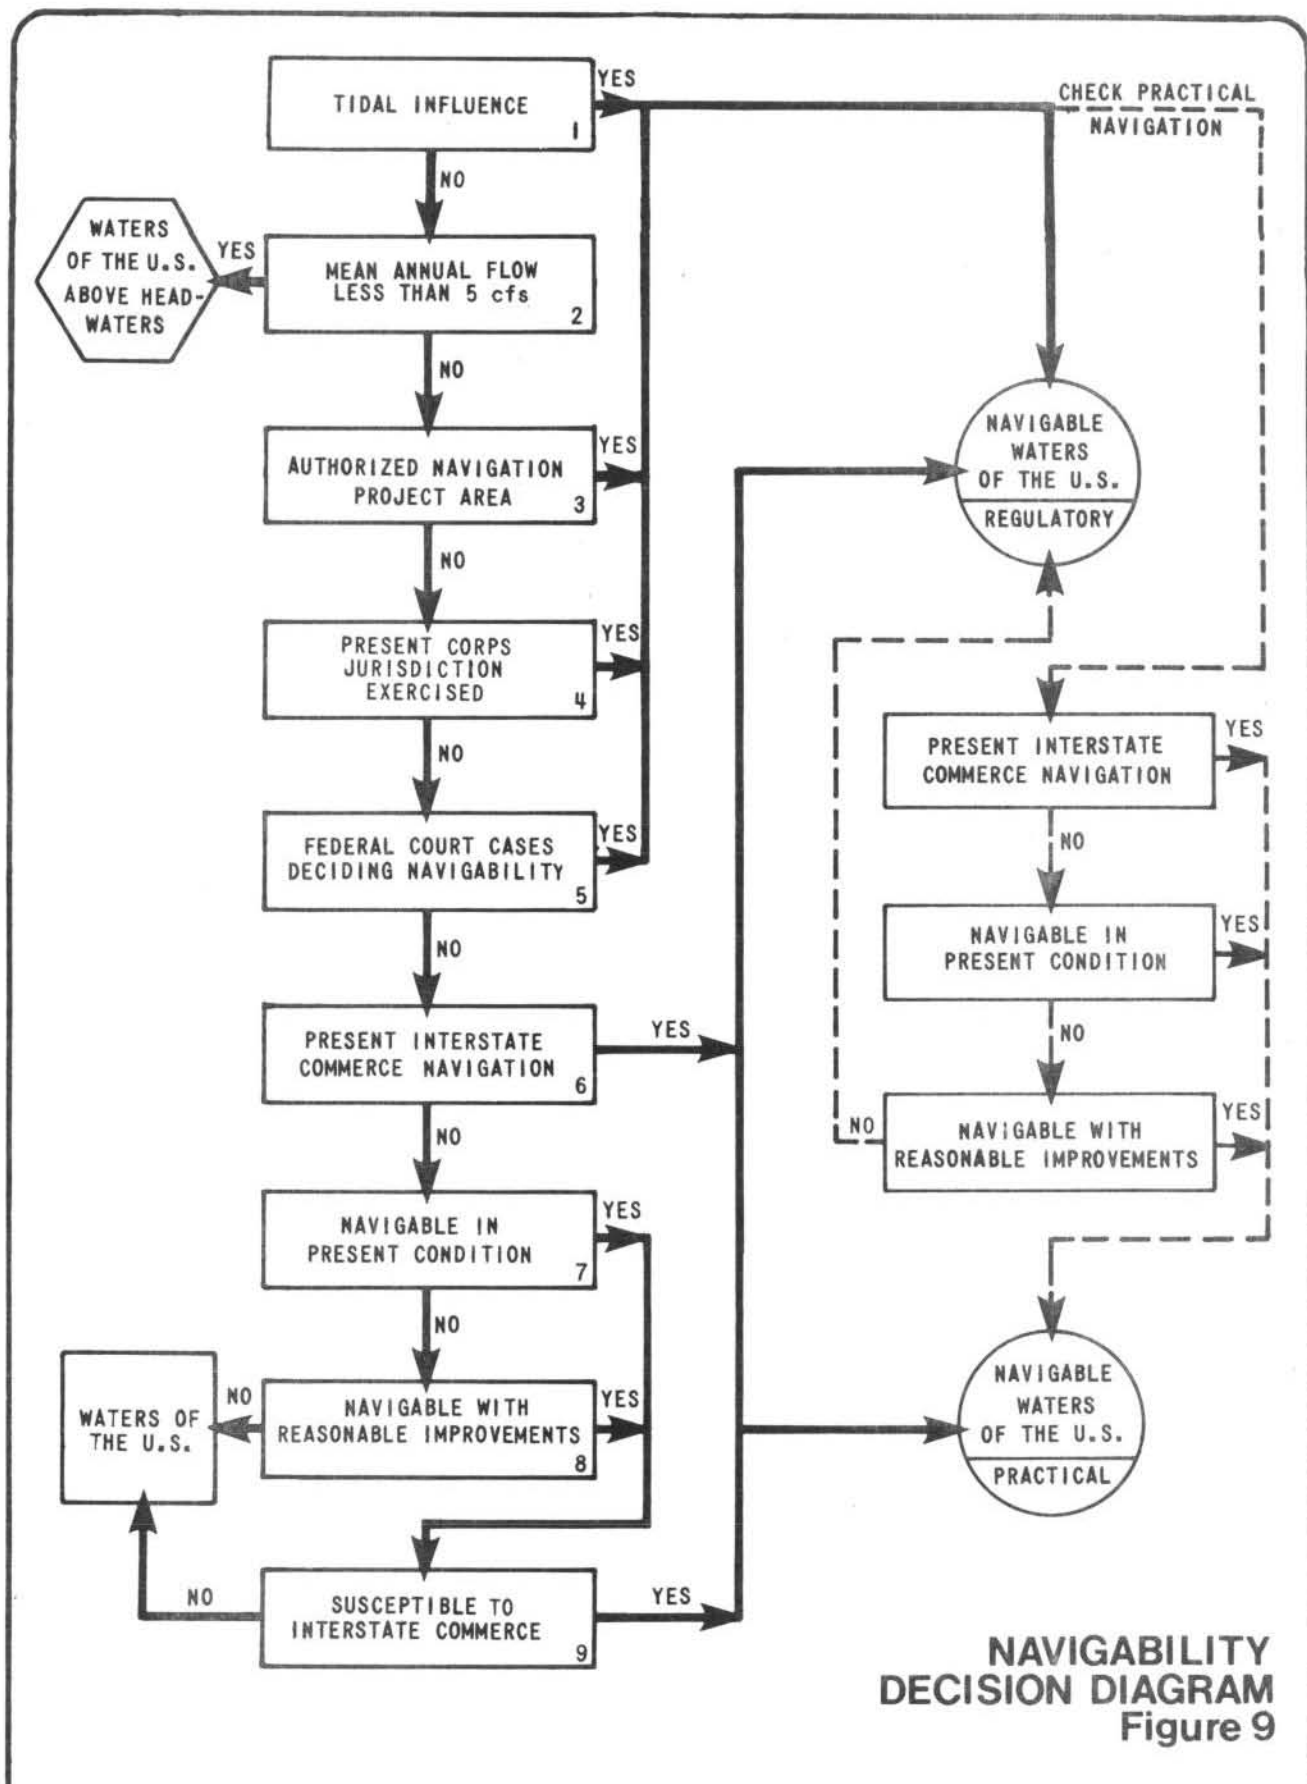 TIDAL INFLUENCE
1
YES
CHECK PRACTICAL
NAVIGATION
NO
WATERS
OF THE U.S.
ABOVE HEAD-
WATERS
YES
MEAN ANNUAL FLOW
LESS THAN 5 cfs
2
NO
AUTHORIZED NAVIGATION
PROJECT AREA
3
YES
NAVIGABLE
WATERS
OF THE U.S.
REGULATORY
NO
PRESENT CORPS
JURISDICTION
EXERCISED
4
YES
NO
FEDERAL COURT CASES
DECIDING NAVIGABILITY
5
YES
NO
PRESENT INTERSTATE
COMMERCE NAVIGATION
6
YES
NO
NAVIGABLE IN
PRESENT CONDITION
7
YES
NO
NAVIGABLE WITH
REASONABLE IMPROVEMENTS
8
YES
NO
WATERS OF
THE U.S.
SUSCEPTIBLE TO
INTERSTATE COMMERCE
9
NO
YES
PRESENT INTERSTATE
COMMERCE NAVIGATION
YES
NO
NAVIGABLE IN
PRESENT CONDITION
YES
NO
NAVIGABLE WITH
REASONABLE IMPROVEMENTS
NO
YES
NAVIGABLE
WATERS
OF THE U.S.
PRACTICAL
NAVIGABILITY
DECISION DIAGRAM
Figure 9